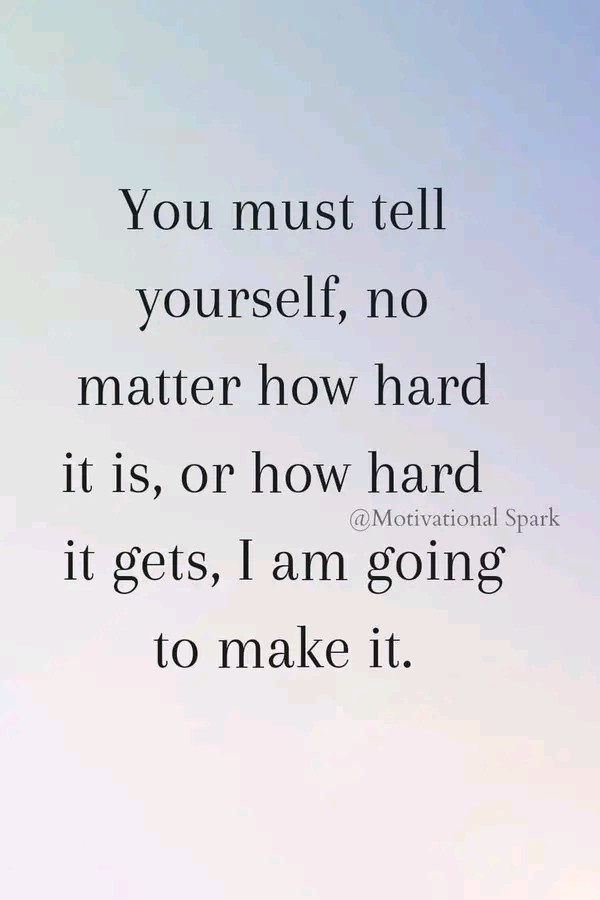 You must tell
yourself, no
matter how hard
it is, or how hard
@Motivational Spark
it gets, I am going
to make it.